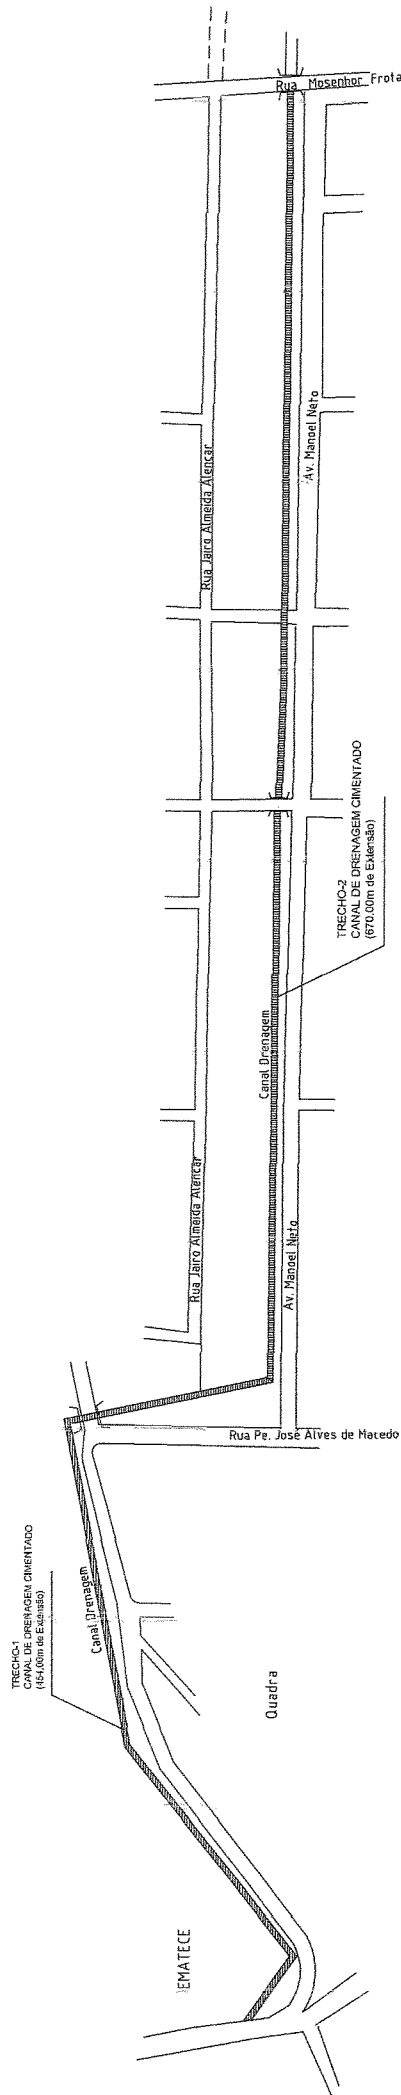 Rua Mosenhor Frota
Rua Jairo Almeida Alencar
Av. Manoel Neto
TRECHO-2
CANAL DE DRENAGEM CIMENTADO
(670.00m de Extensão)
Canal Drenagem
Rua Jairo Almeida Alencar
Av. Manoel Neto
Rua Pe. José Alves de Macedo
TRECHO-1
CANAL DE DRENAGEM CIMENTADO
(454,00m de Extensão)
Canal Drenagem
Quadra
EMATECE